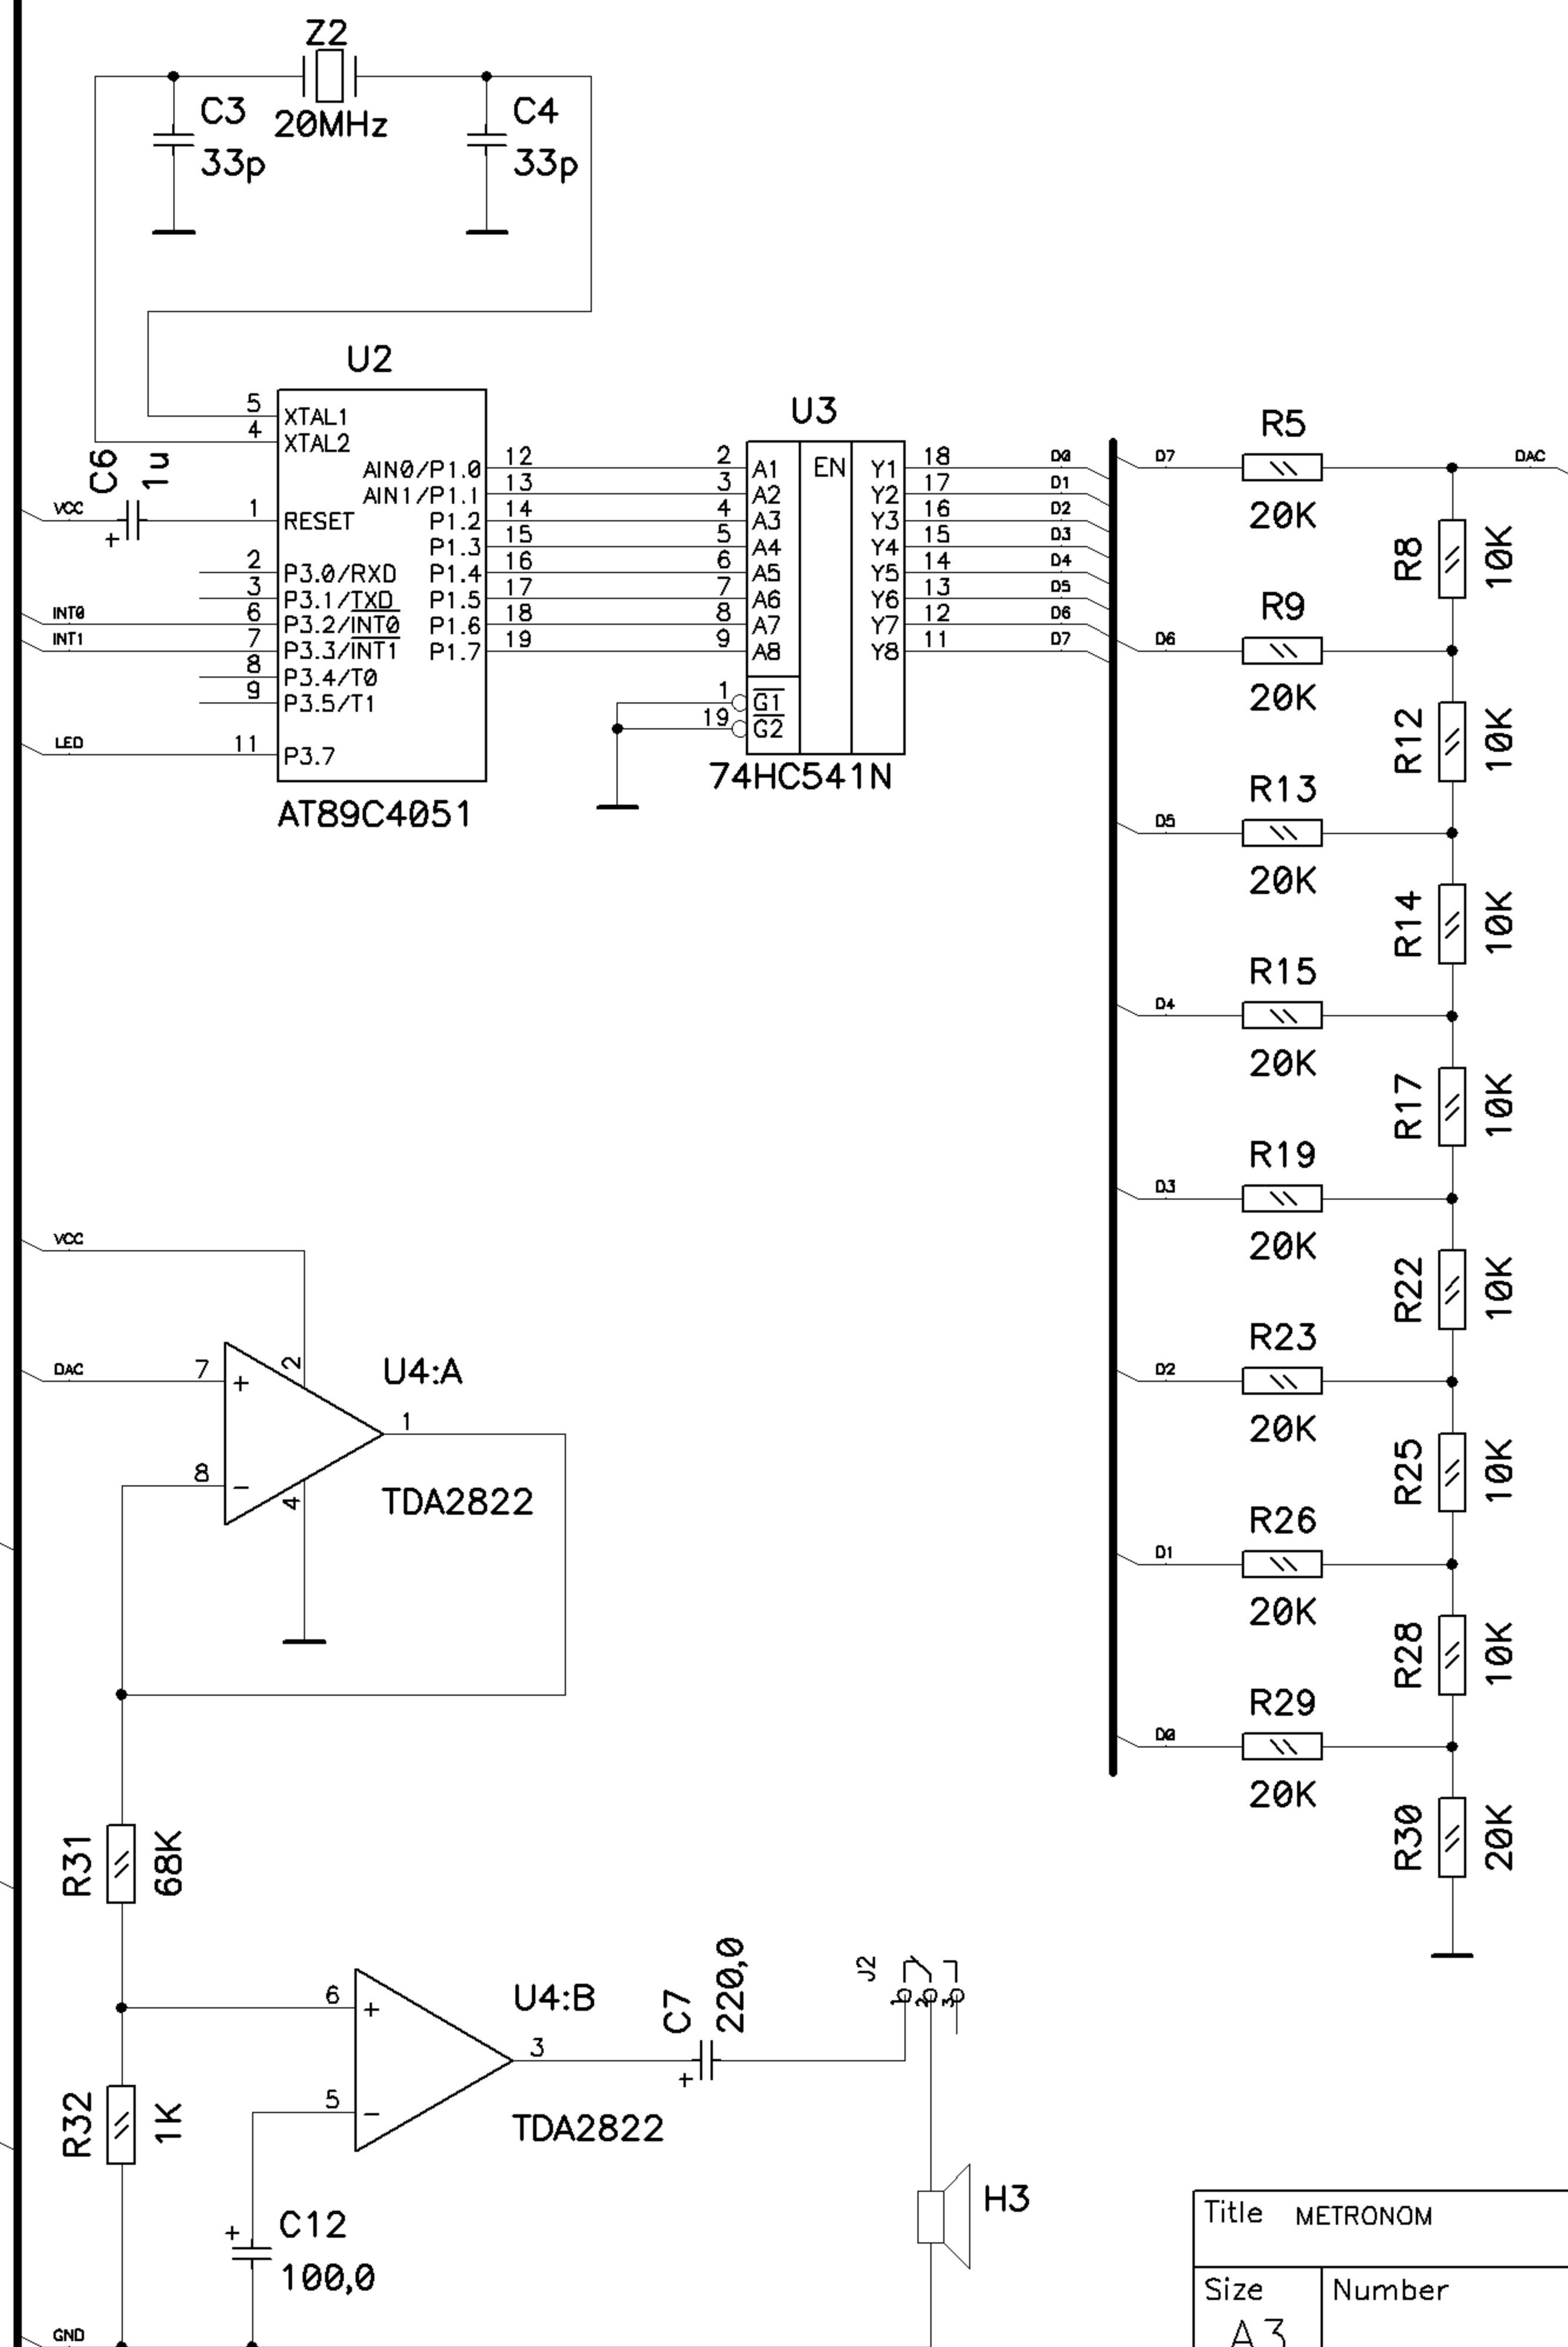 Z2
20MHz
C3
33p
C4
33p
U2
5 XTAL1
4 XTAL2
C6
1u
VCC
+
1 RESET
2 P3.0/RXD
3 P3.1/TXD
INT0 6 P3.2/INT0
INT1 7 P3.3/INT1
8 P3.4/T0
9 P3.5/T1
LED 11 P3.7
AIN0/P1.0 12
AIN1/P1.1 13
P1.2 14
P1.3 15
P1.4 16
P1.5 17
P1.6 18
P1.7 19
AT89C4051
U3
EN
2 A1 Y1 18 D0
3 A2 Y2 17 D1
4 A3 Y3 16 D2
5 A4 Y4 15 D3
6 A5 Y5 14 D4
7 A6 Y6 13 D5
8 A7 Y7 12 D6
9 A8 Y8 11 D7
1 G1
19 G2
74HC541N
R5
D7
20K
DAC
R8
10K
R9
D6
20K
R12
10K
R13
D5
20K
R14
10K
R15
D4
20K
R17
10K
R19
D3
20K
R22
10K
R23
D2
20K
R25
10K
R26
D1
20K
R28
10K
R29
D0
20K
R30
20K
VCC
DAC
7 +
8 −
2
4
1
U4:A
TDA2822
R31
68K
R32
1K
6 +
5 −
3
U4:B
TDA2822
C7
220,0
+
J2
1 2 3
H3
+
C12
100,0
GND
Title METRONOM
Size
A3
Number